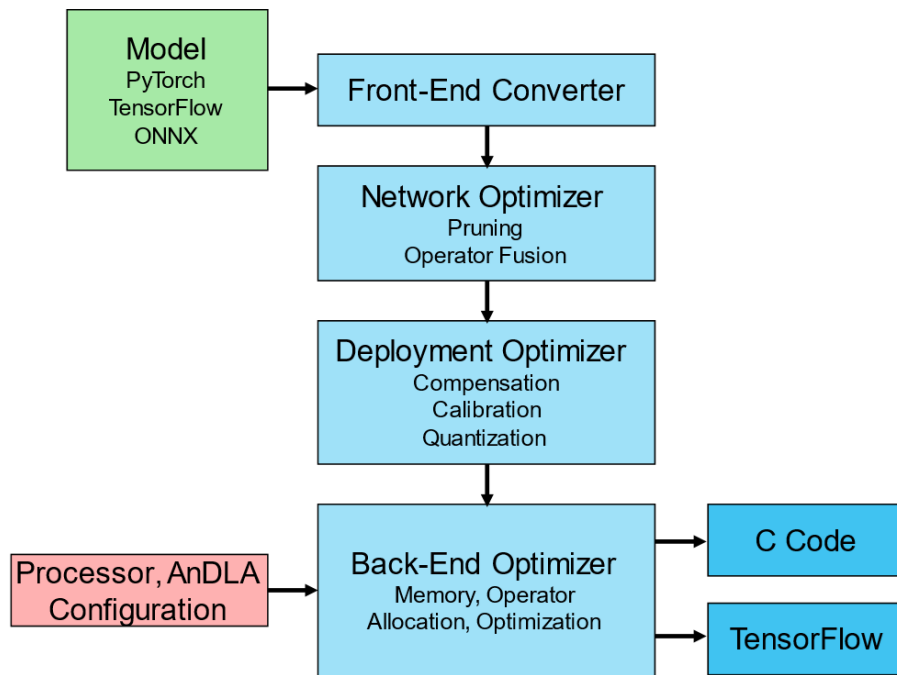 Model
PyTorch
TensorFlow
ONNX
Front-End Converter
Network Optimizer
Pruning
Operator Fusion
Deployment Optimizer
Compensation
Calibration
Quantization
Processor, AnDLA
Configuration
Back-End Optimizer
Memory, Operator
Allocation, Optimization
C Code
TensorFlow